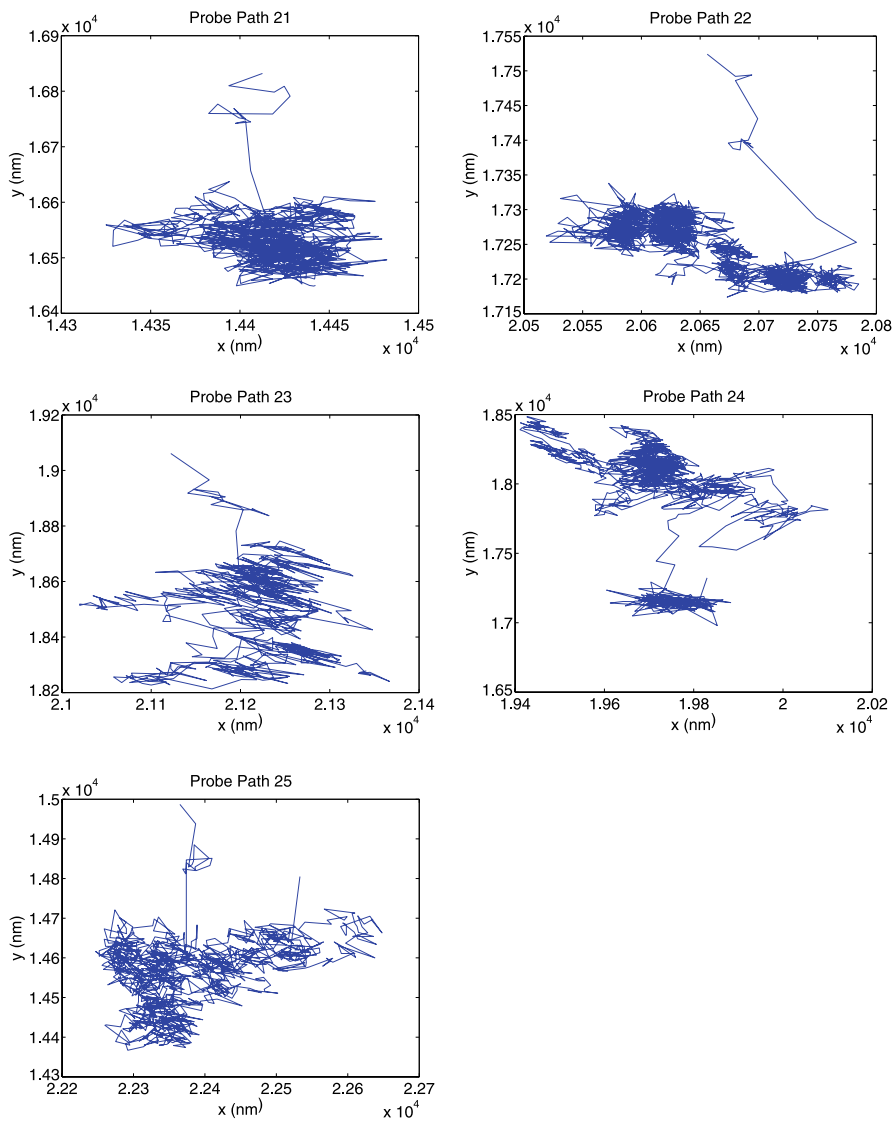 Probe Path 21
x 10^4
1.69
1.68
1.67
1.66
1.65
1.64
y (nm)
1.43
1.435
1.44
1.445
1.45
x (nm)
x 10^4
Probe Path 22
x 10^4
1.755
1.75
1.745
1.74
1.735
1.73
1.725
1.72
1.715
y (nm)
2.05
2.055
2.06
2.065
2.07
2.075
2.08
x (nm)
x 10^4
Probe Path 23
x 10^4
1.92
1.9
1.88
1.86
1.84
1.82
y (nm)
2.1
2.11
2.12
2.13
2.14
x (nm)
x 10^4
Probe Path 24
x 10^4
1.85
1.8
1.75
1.7
1.65
y (nm)
1.94
1.96
1.98
2
2.02
x (nm)
x 10^4
Probe Path 25
x 10^4
1.5
1.49
1.48
1.47
1.46
1.45
1.44
1.43
y (nm)
2.22
2.23
2.24
2.25
2.26
2.27
x (nm)
x 10^4